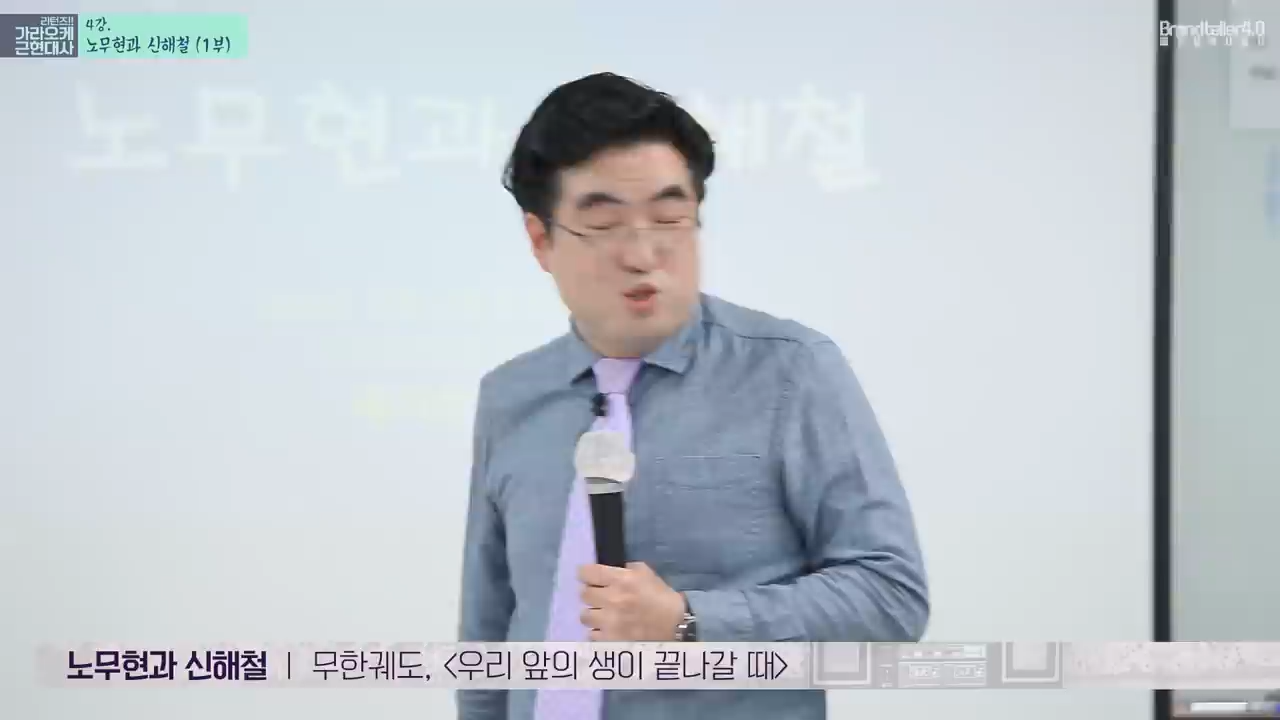 리턴즈!!
가라오케
근현대사
4강.
노무현과 신해철 (1부)
Brandtaller4.0
노무현과 해철
노무현과 신해철 | 무한궤도, <우리 앞의 생이 끝나갈 때>